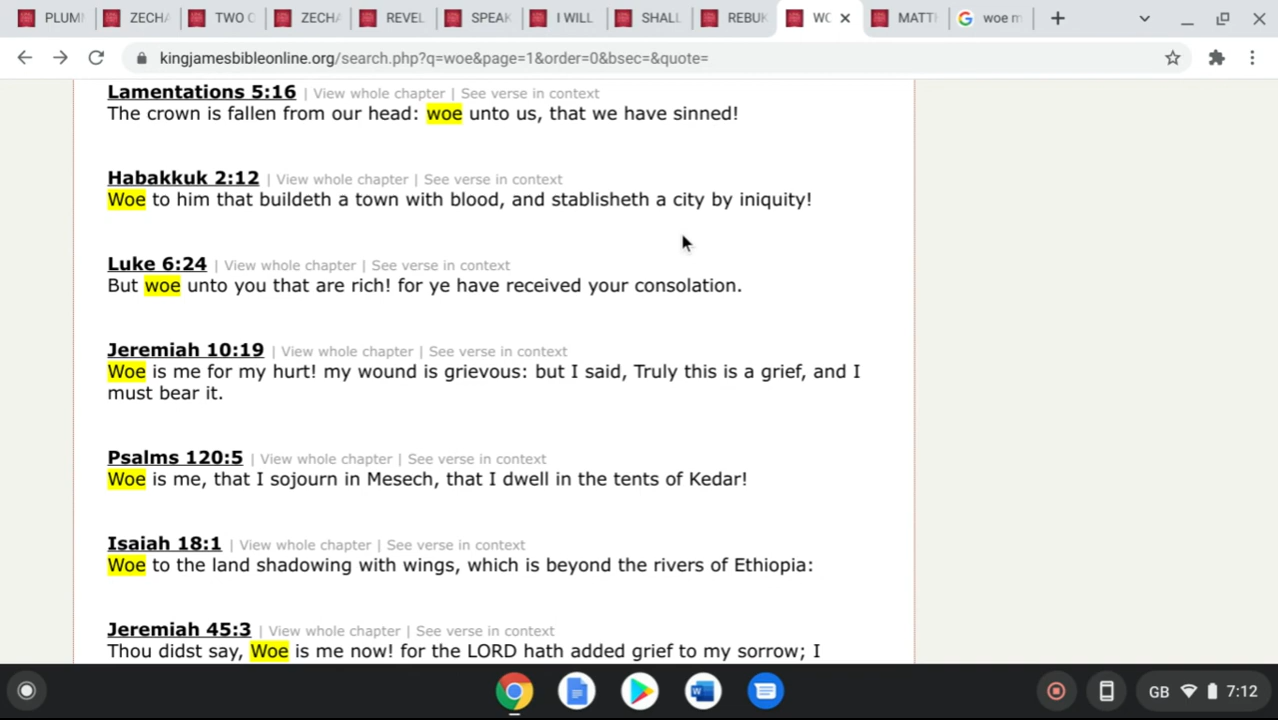 PLUM
ZECHA
TWO
ZECHA
REVEL
SPEAK
I WILL
SHALL
REBUK
WO
MATT
woe m
kingjamesbibleonline.org/search.php?q=woe&page=1&order=0&bsec=&quote=
Lamentations 5:16 | View whole chapter | See verse in context
The crown is fallen from our head: woe unto us, that we have sinned!
Habakkuk 2:12 | View whole chapter | See verse in context
Woe to him that buildeth a town with blood, and stablisheth a city by iniquity!
Luke 6:24 | View whole chapter | See verse in context
But woe unto you that are rich! for ye have received your consolation.
Jeremiah 10:19 | View whole chapter | See verse in context
Woe is me for my hurt! my wound is grievous: but I said, Truly this is a grief, and I
must bear it.
Psalms 120:5 | View whole chapter | See verse in context
Woe is me, that I sojourn in Mesech, that I dwell in the tents of Kedar!
Isaiah 18:1 | View whole chapter | See verse in context
Woe to the land shadowing with wings, which is beyond the rivers of Ethiopia:
Jeremiah 45:3 | View whole chapter | See verse in context
Thou didst say, Woe is me now! for the LORD hath added grief to my sorrow; I
GB 7:12